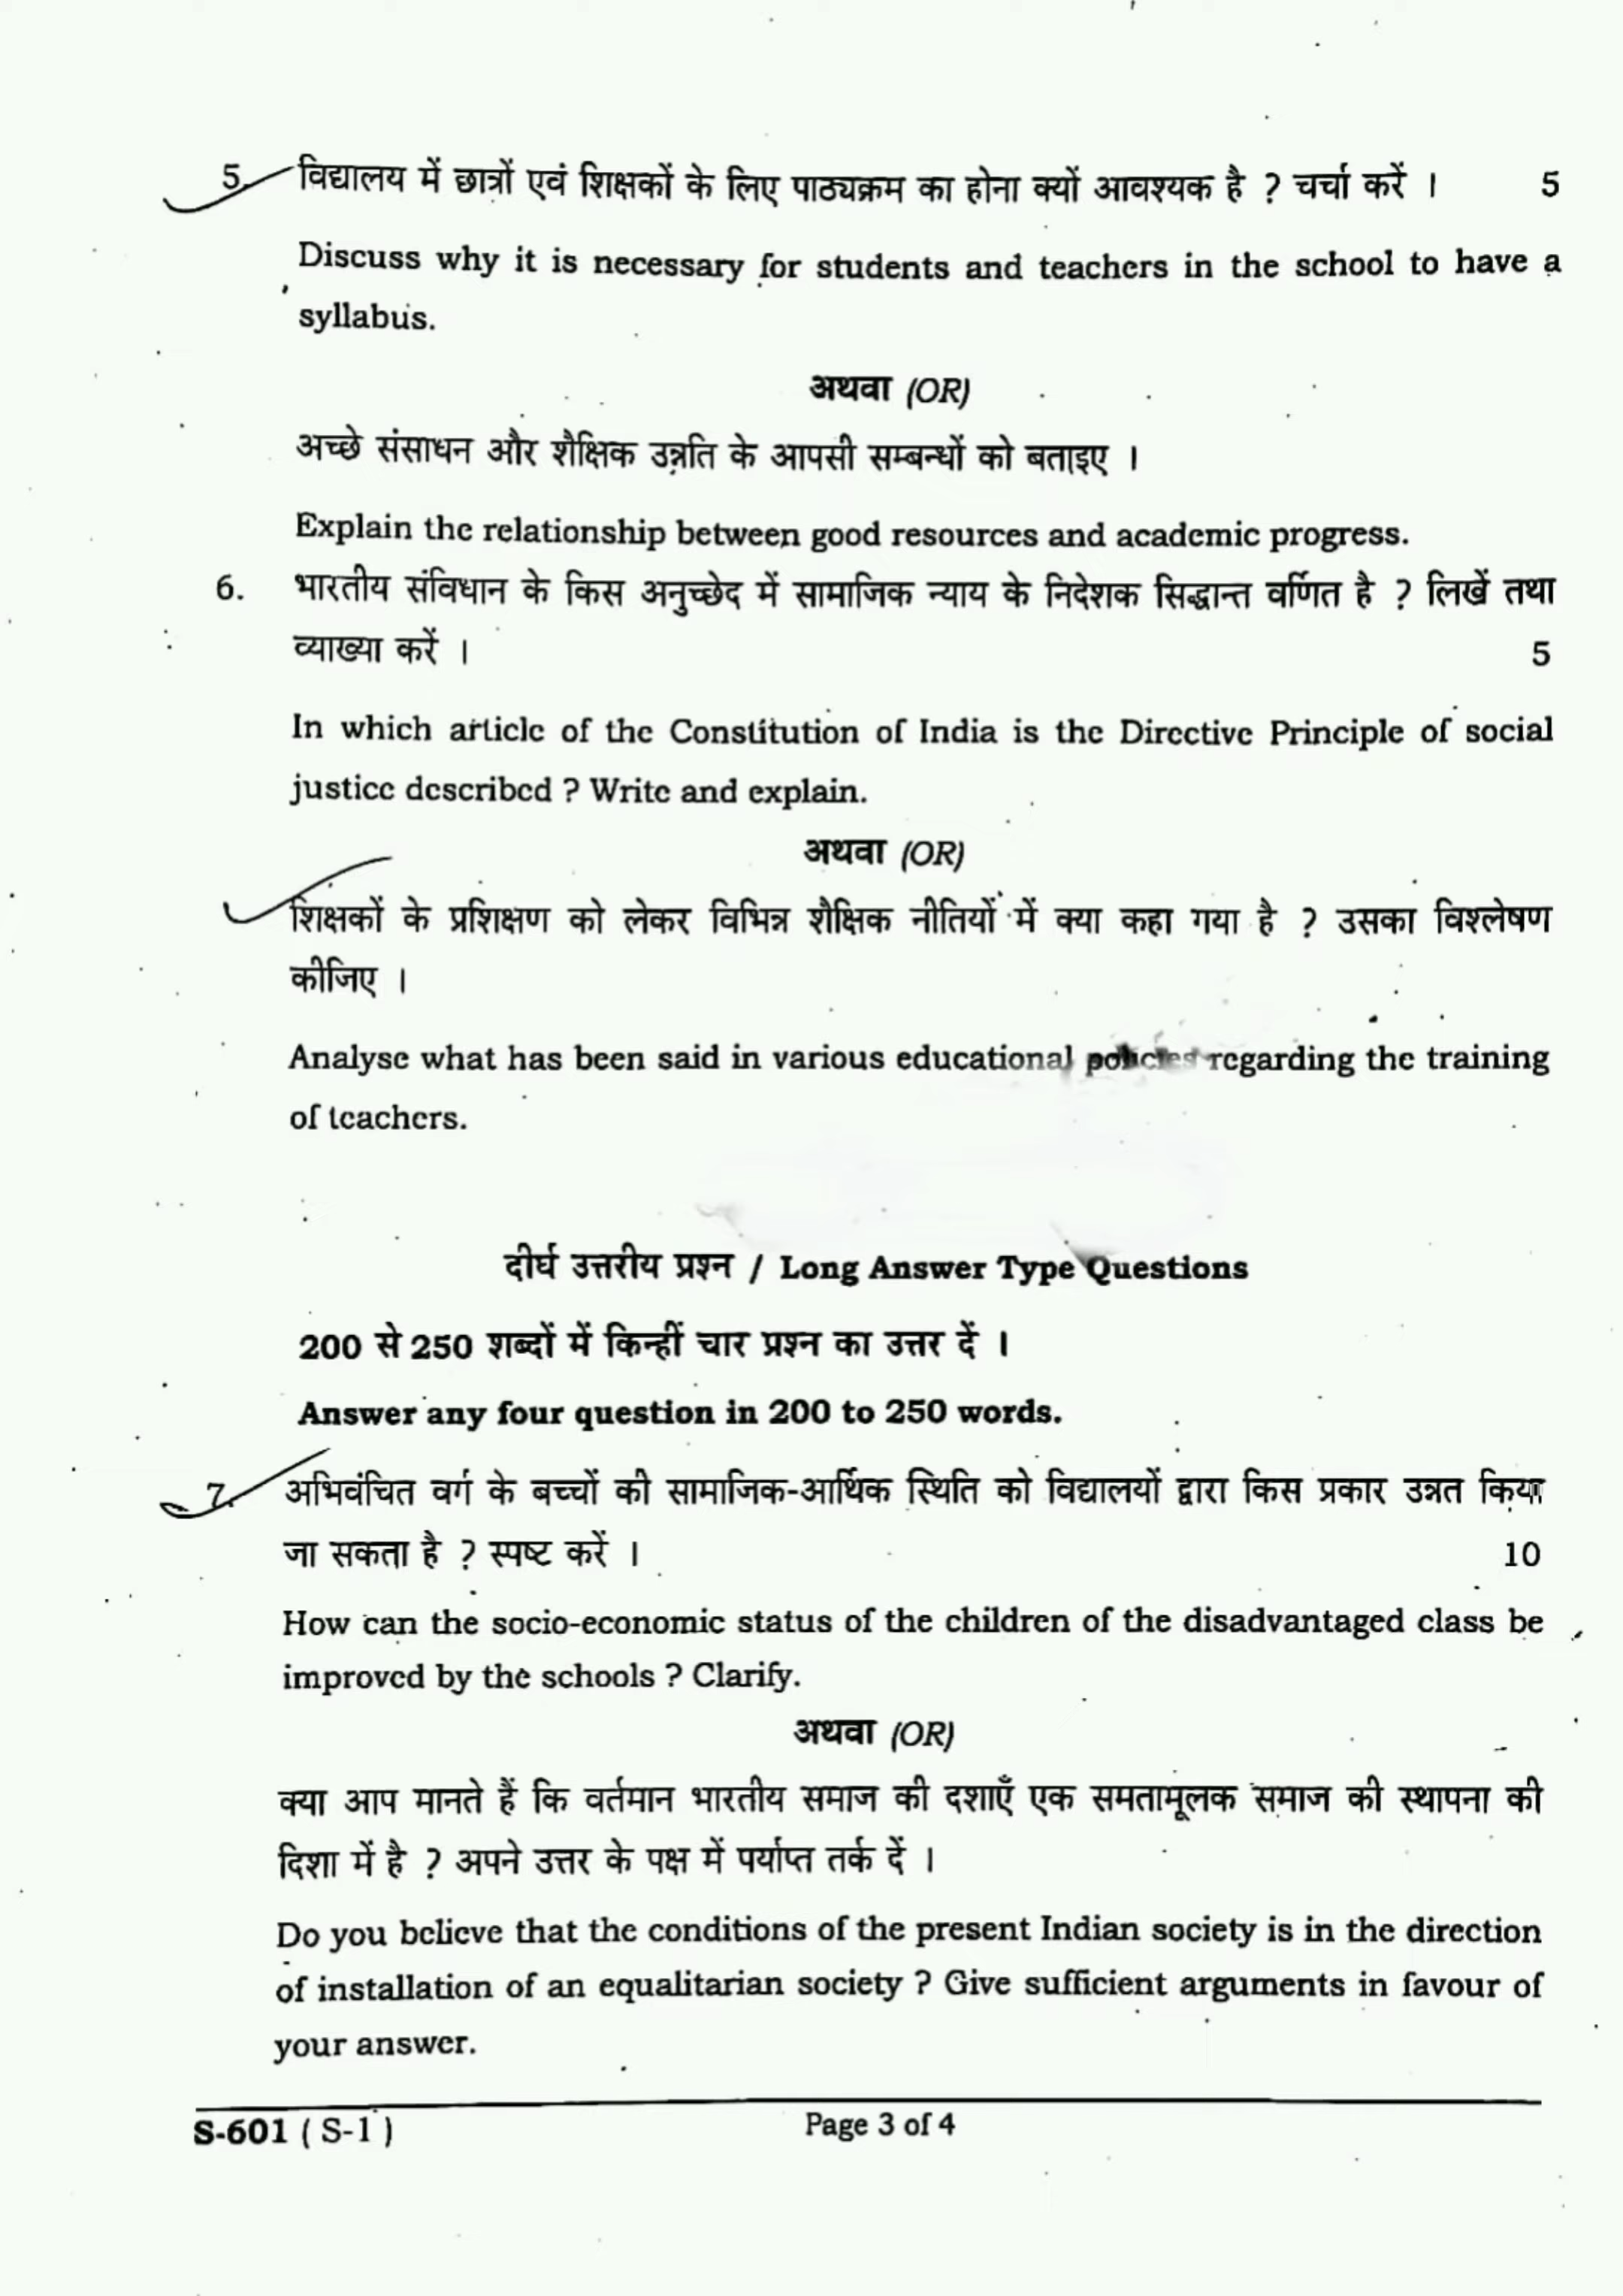 5. विद्यालय में छात्रों एवं शिक्षकों के लिए पाठ्यक्रम का होना क्यों आवश्यक है ? चर्चा करें । 5
Discuss why it is necessary for students and teachers in the school to have a
syllabus.
अथवा (OR)
अच्छे संसाधन और शैक्षिक उन्नति के आपसी सम्बन्धों को बताइए ।
Explain the relationship between good resources and academic progress.
6. भारतीय संविधान के किस अनुच्छेद में सामाजिक न्याय के निदेशक सिद्धान्त वर्णित है ? लिखें तथा
व्याख्या करें । 5
In which article of the Constitution of India is the Directive Principle of social
justice described ? Write and explain.
अथवा (OR)
शिक्षकों के प्रशिक्षण को लेकर विभिन्न शैक्षिक नीतियों में क्या कहा गया है ? उसका विश्लेषण
कीजिए ।
Analyse what has been said in various educational policies regarding the training
of teachers.
दीर्घ उत्तरीय प्रश्न / Long Answer Type Questions
200 से 250 शब्दों में किन्हीं चार प्रश्न का उत्तर दें ।
Answer any four question in 200 to 250 words.
7. अभिवंचित वर्ग के बच्चों की सामाजिक-आर्थिक स्थिति को विद्यालयों द्वारा किस प्रकार उन्नत किया
जा सकता है ? स्पष्ट करें । 10
How can the socio-economic status of the children of the disadvantaged class be
improved by the schools ? Clarify.
अथवा (OR)
क्या आप मानते हैं कि वर्तमान भारतीय समाज की दशाएँ एक समतामूलक समाज की स्थापना की
दिशा में है ? अपने उत्तर के पक्ष में पर्याप्त तर्क दें ।
Do you believe that the conditions of the present Indian society is in the direction
of installation of an equalitarian society ? Give sufficient arguments in favour of
your answer.
S-601 ( S-1 ) Page 3 of 4